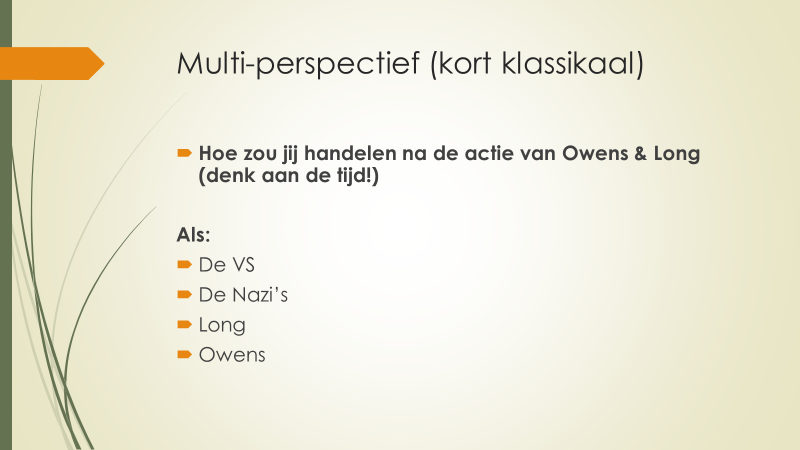 Multi-perspectief (kort klassikaal)
Hoe zou jij handelen na de actie van Owens & Long
(denk aan de tijd!)
Als:
De VS
De Nazi's
Long
Owens